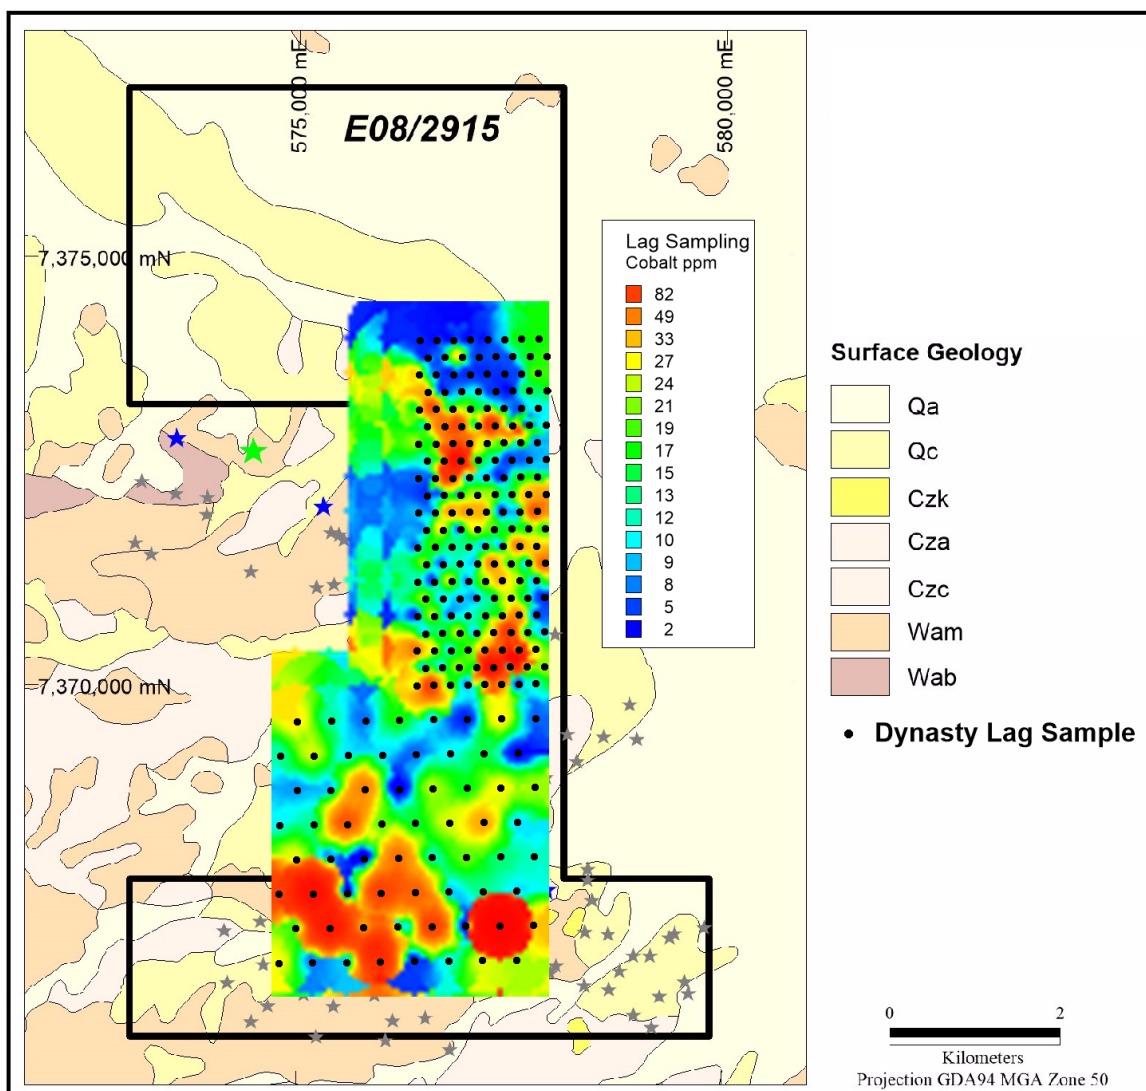 575,000 mE
580,000 mE
E08/2915
7,375,000 mN
7,370,000 mN
Lag Sampling
Cobalt ppm
82
49
33
27
24
21
19
17
15
13
12
10
9
8
5
2
Surface Geology
Qa
Qc
Czk
Cza
Czc
Wam
Wab
Dynasty Lag Sample
0 2
Kilometers
Projection GDA94 MGA Zone 50